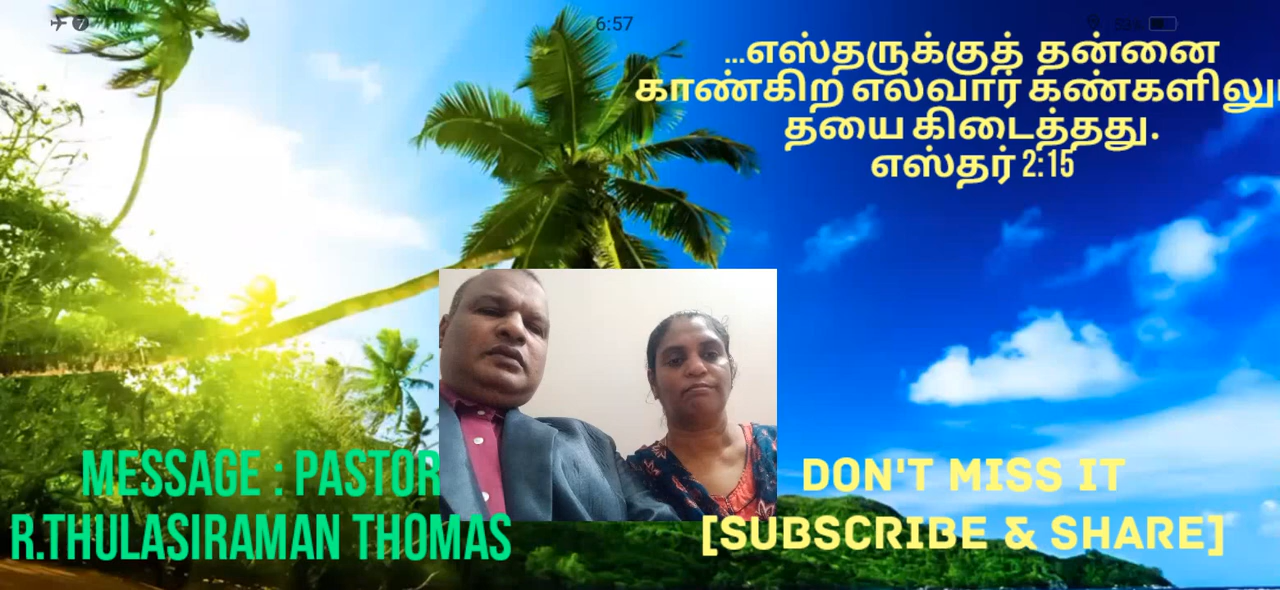 6:57
...எஸ்தருக்குத் தன்னை
காண்கிற எல்லார் கண்களிலும்
தயை கிடைத்தது.
எஸ்தர் 2:15
MESSAGE : PASTOR
R.THULASIRAMAN THOMAS
DON'T MISS IT
[SUBSCRIBE & SHARE]